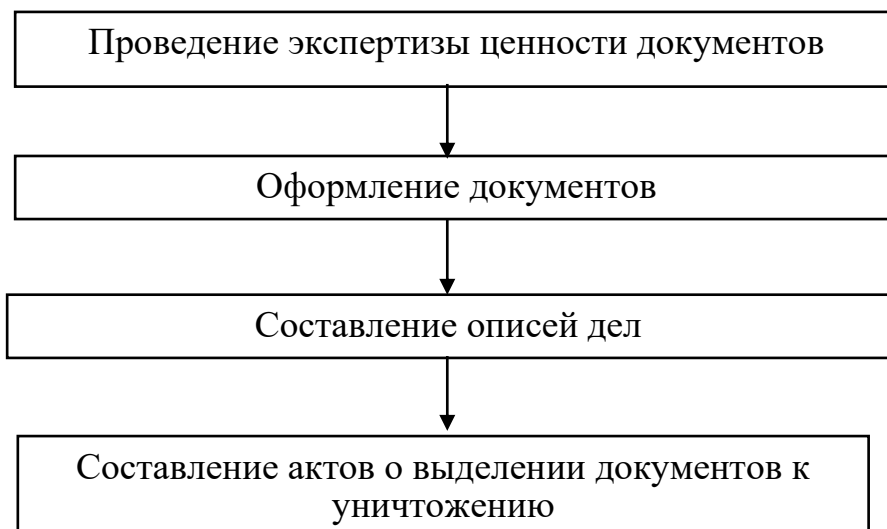 Проведение экспертизы ценности документов
Оформление документов
Составление описей дел
Составление актов о выделении документов к
уничтожению